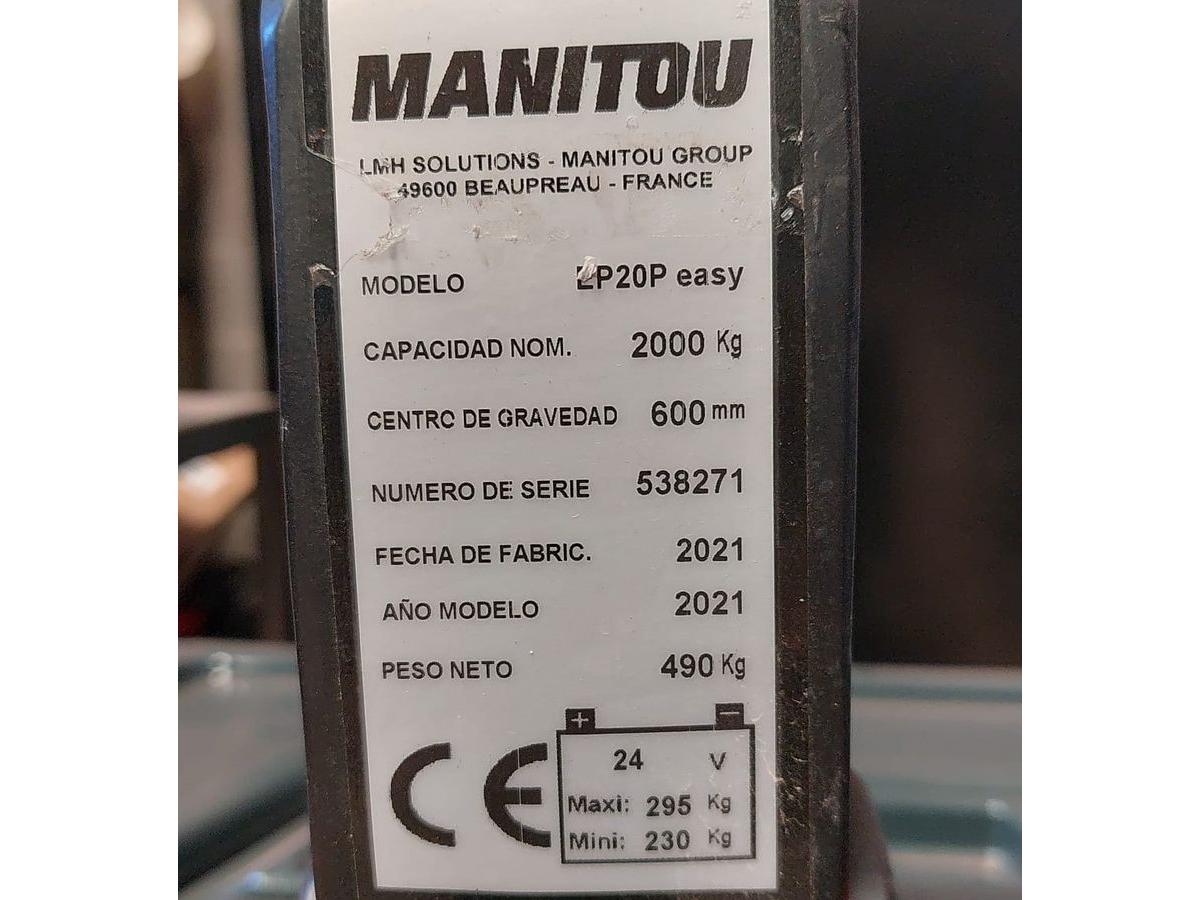 MANITOU
LMH SOLUTIONS - MANITOU GROUP
49600 BEAUPREAU - FRANCE
MODELO EP20P easy
CAPACIDAD NOM. 2000 Kg
CENTRO DE GRAVEDAD 600 mm
NUMERO DE SERIE 538271
FECHA DE FABRIC. 2021
AÑO MODELO 2021
PESO NETO 490 Kg
+ −
CE
24 V
Maxi: 295 Kg
Mini: 230 Kg